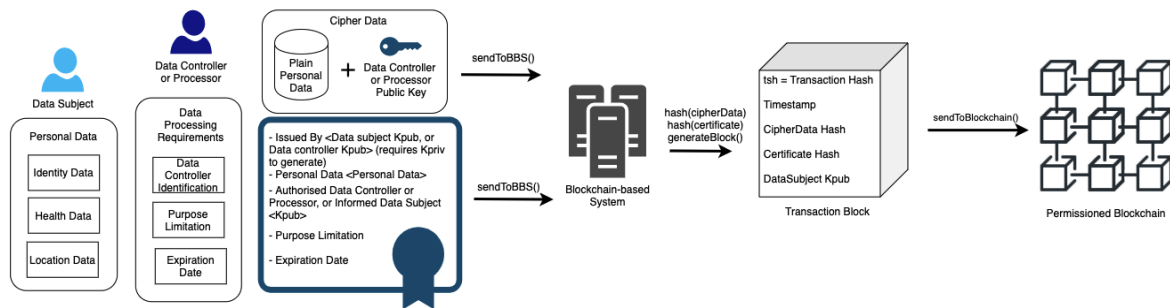 Data Subject
Personal Data
Identity Data
Health Data
Location Data
Data Controller
or Processor
Data
Processing
Requirements
Data
Controller
Identification
Purpose
Limitation
Expiration
Date
Cipher Data
Plain
Personal
Data
+
Data Controller
or Processor
Public Key
- Issued By <Data subject Kpub, or
Data controller Kpub> (requires Kpriv
to generate)
- Personal Data <Personal Data>
- Authorised Data Controller or
Processor, or Informed Data Subject
<Kpub>
- Purpose Limitation
- Expiration Date
sendToBBS()
sendToBBS()
Blockchain-based
System
hash(cipherData)
hash(certificate)
generateBlock()
tsh = Transaction Hash
Timestamp
CipherData Hash
Certificate Hash
DataSubject Kpub
Transaction Block
sendToBlockchain()
Permissioned Blockchain